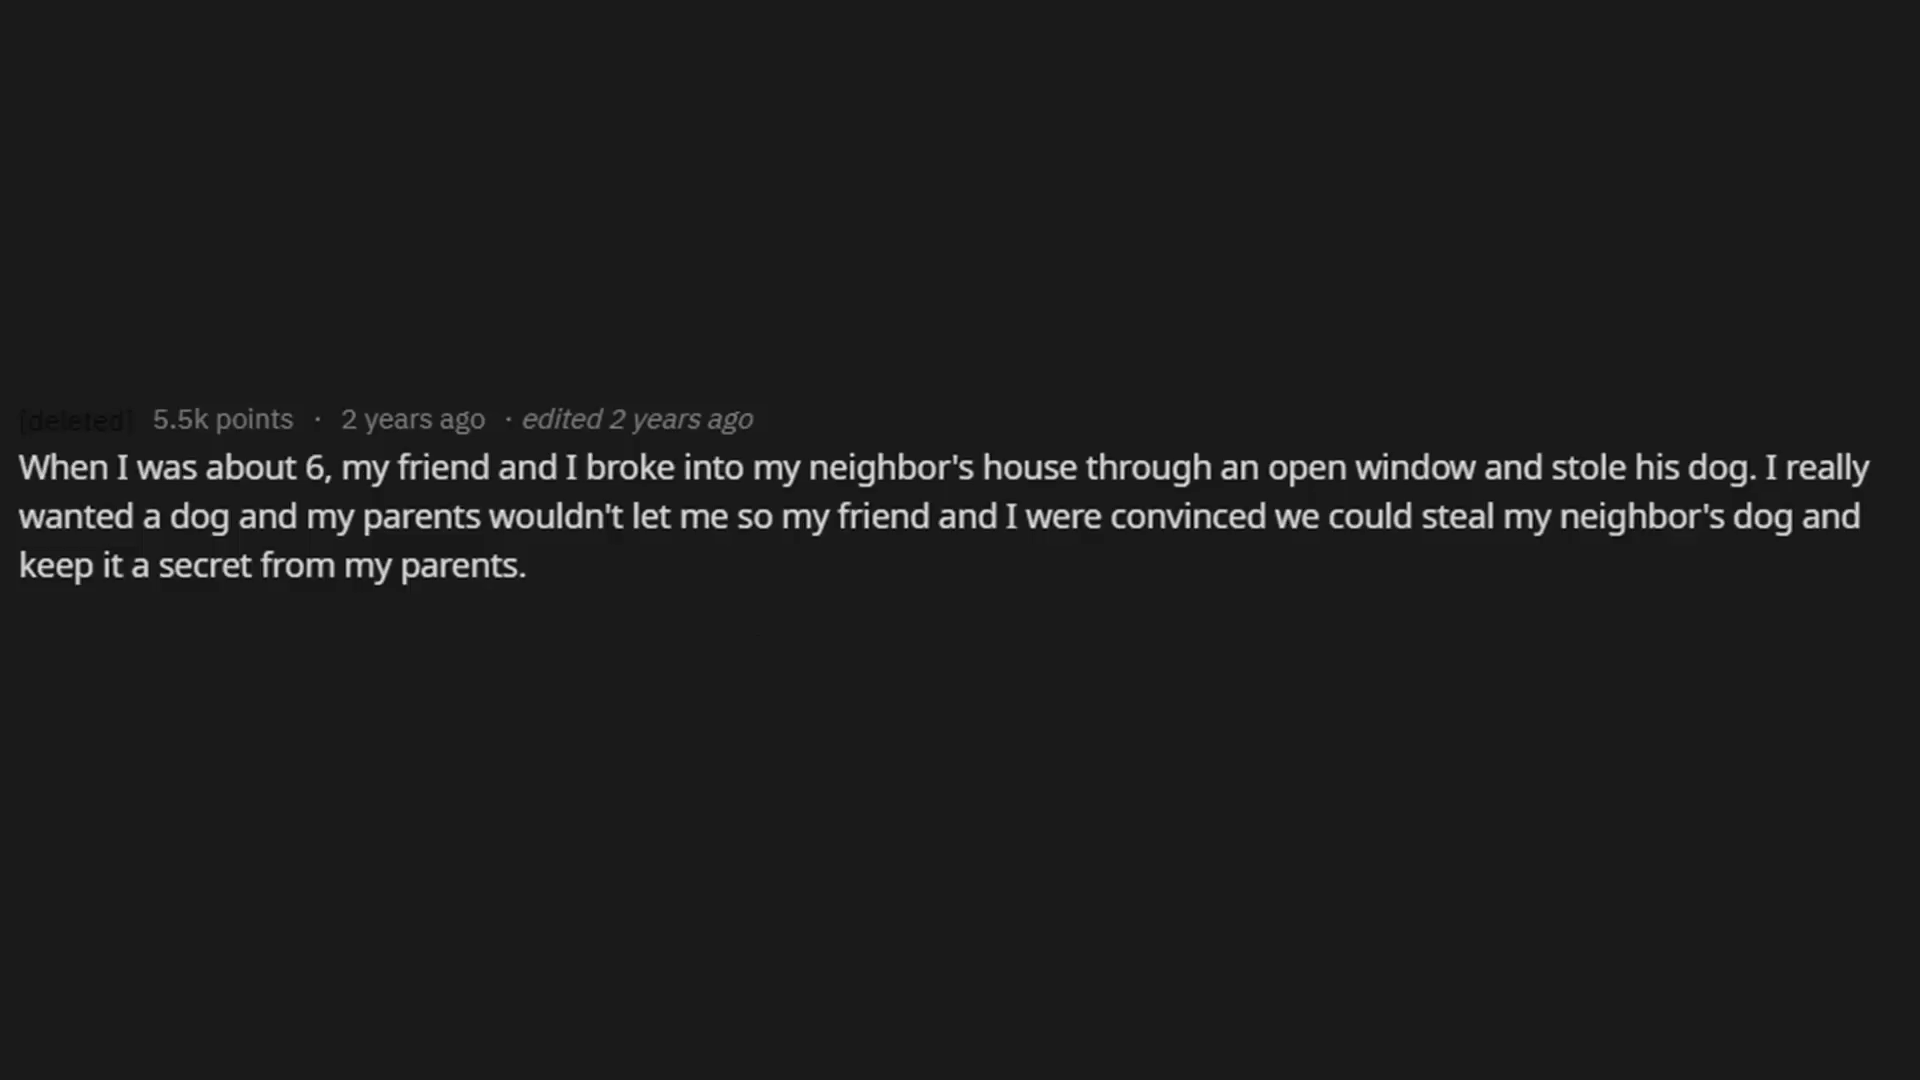 [deleted] 5.5k points · 2 years ago · edited 2 years ago
When I was about 6, my friend and I broke into my neighbor's house through an open window and stole his dog. I really
wanted a dog and my parents wouldn't let me so my friend and I were convinced we could steal my neighbor's dog and
keep it a secret from my parents.